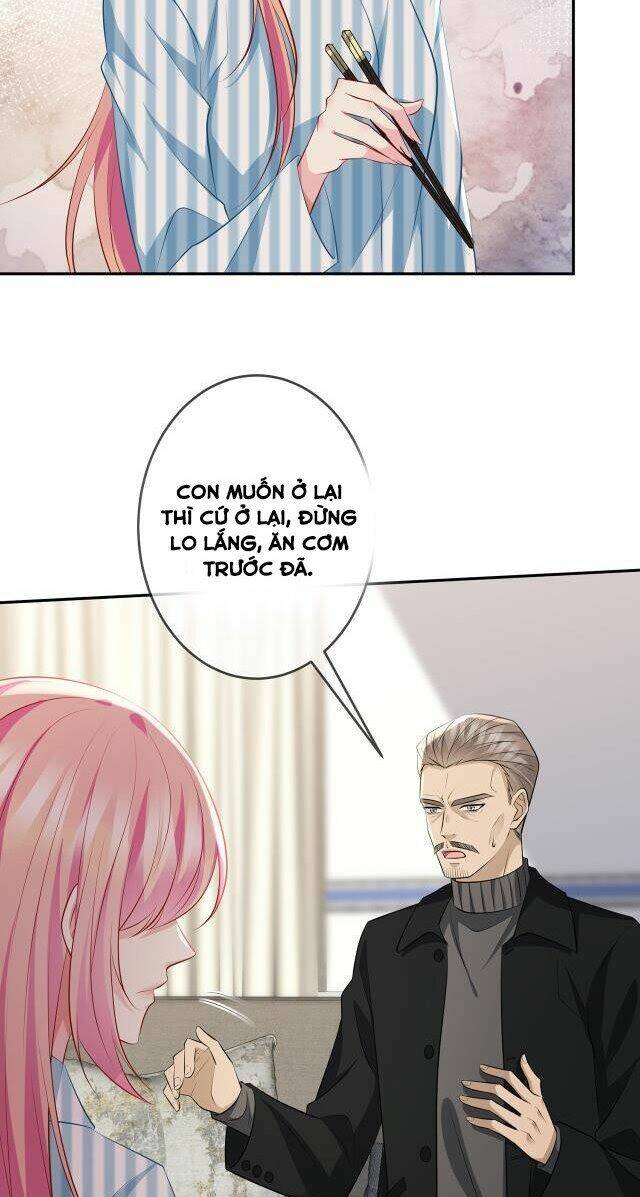 CON MUỐN Ở LẠI
THÌ CỨ Ở LẠI, ĐỪNG
LO LẮNG, ĂN CƠM
TRƯỚC ĐÃ.